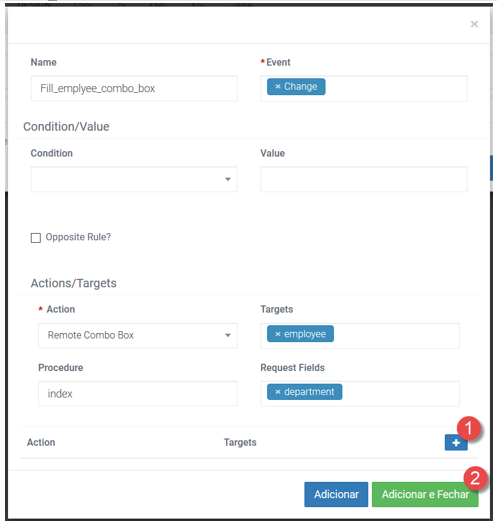 ×
Name
* Event
Fill_emplyee_combo_box
× Change
Condition/Value
Condition
Value
Opposite Rule?
Actions/Targets
* Action
Targets
Remote Combo Box
× employee
Procedure
Request Fields
index
× department
1
Action
Targets
+
2
Adicionar
Adicionar e Fechar